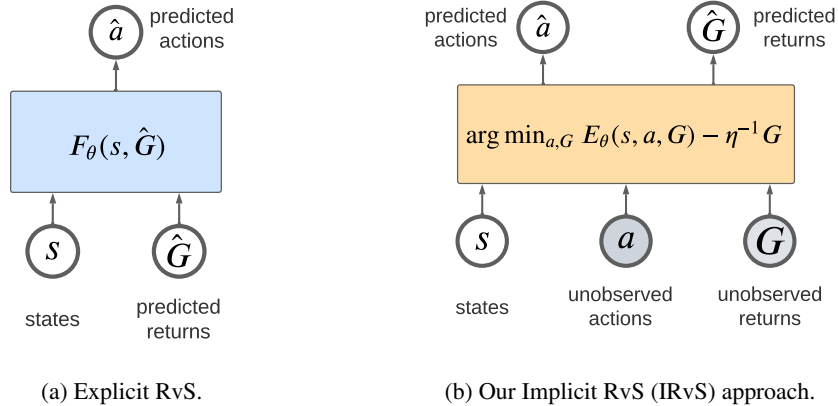 â
predicted
actions
F_θ(s, Ĝ)
s
Ĝ
states
predicted
returns
(a) Explicit RvS.
predicted
actions
â
Ĝ
predicted
returns
arg min_{a,G} E_θ(s, a, G) − η⁻¹G
s
a
G
states
unobserved
actions
unobserved
returns
(b) Our Implicit RvS (IRvS) approach.